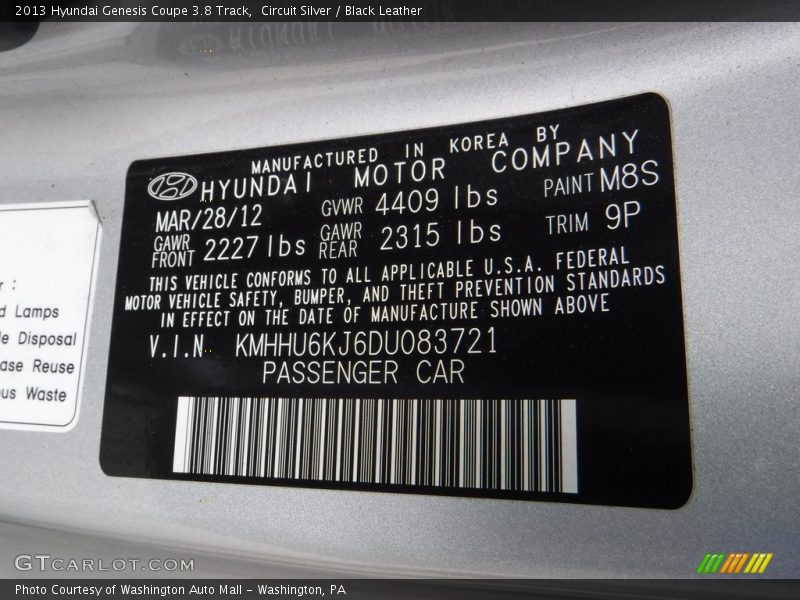 2013 Hyundai Genesis Coupe 3.8 Track,  Circuit Silver / Black Leather
MANUFACTURED IN KOREA BY
HYUNDAI MOTOR COMPANY
MAR/28/12 GVWR 4409 lbs PAINT M8S
GAWR FRONT 2227 lbs GAWR REAR 2315 lbs TRIM 9P
THIS VEHICLE CONFORMS TO ALL APPLICABLE U.S.A. FEDERAL
MOTOR VEHICLE SAFETY, BUMPER, AND THEFT PREVENTION STANDARDS
IN EFFECT ON THE DATE OF MANUFACTURE SHOWN ABOVE
V.I.N. KMHHU6KJ6DU083721
PASSENGER CAR
Lamps
Disposal
Reuse
Waste
GTCARLOT.COM
Photo Courtesy of Washington Auto Mall - Washington, PA